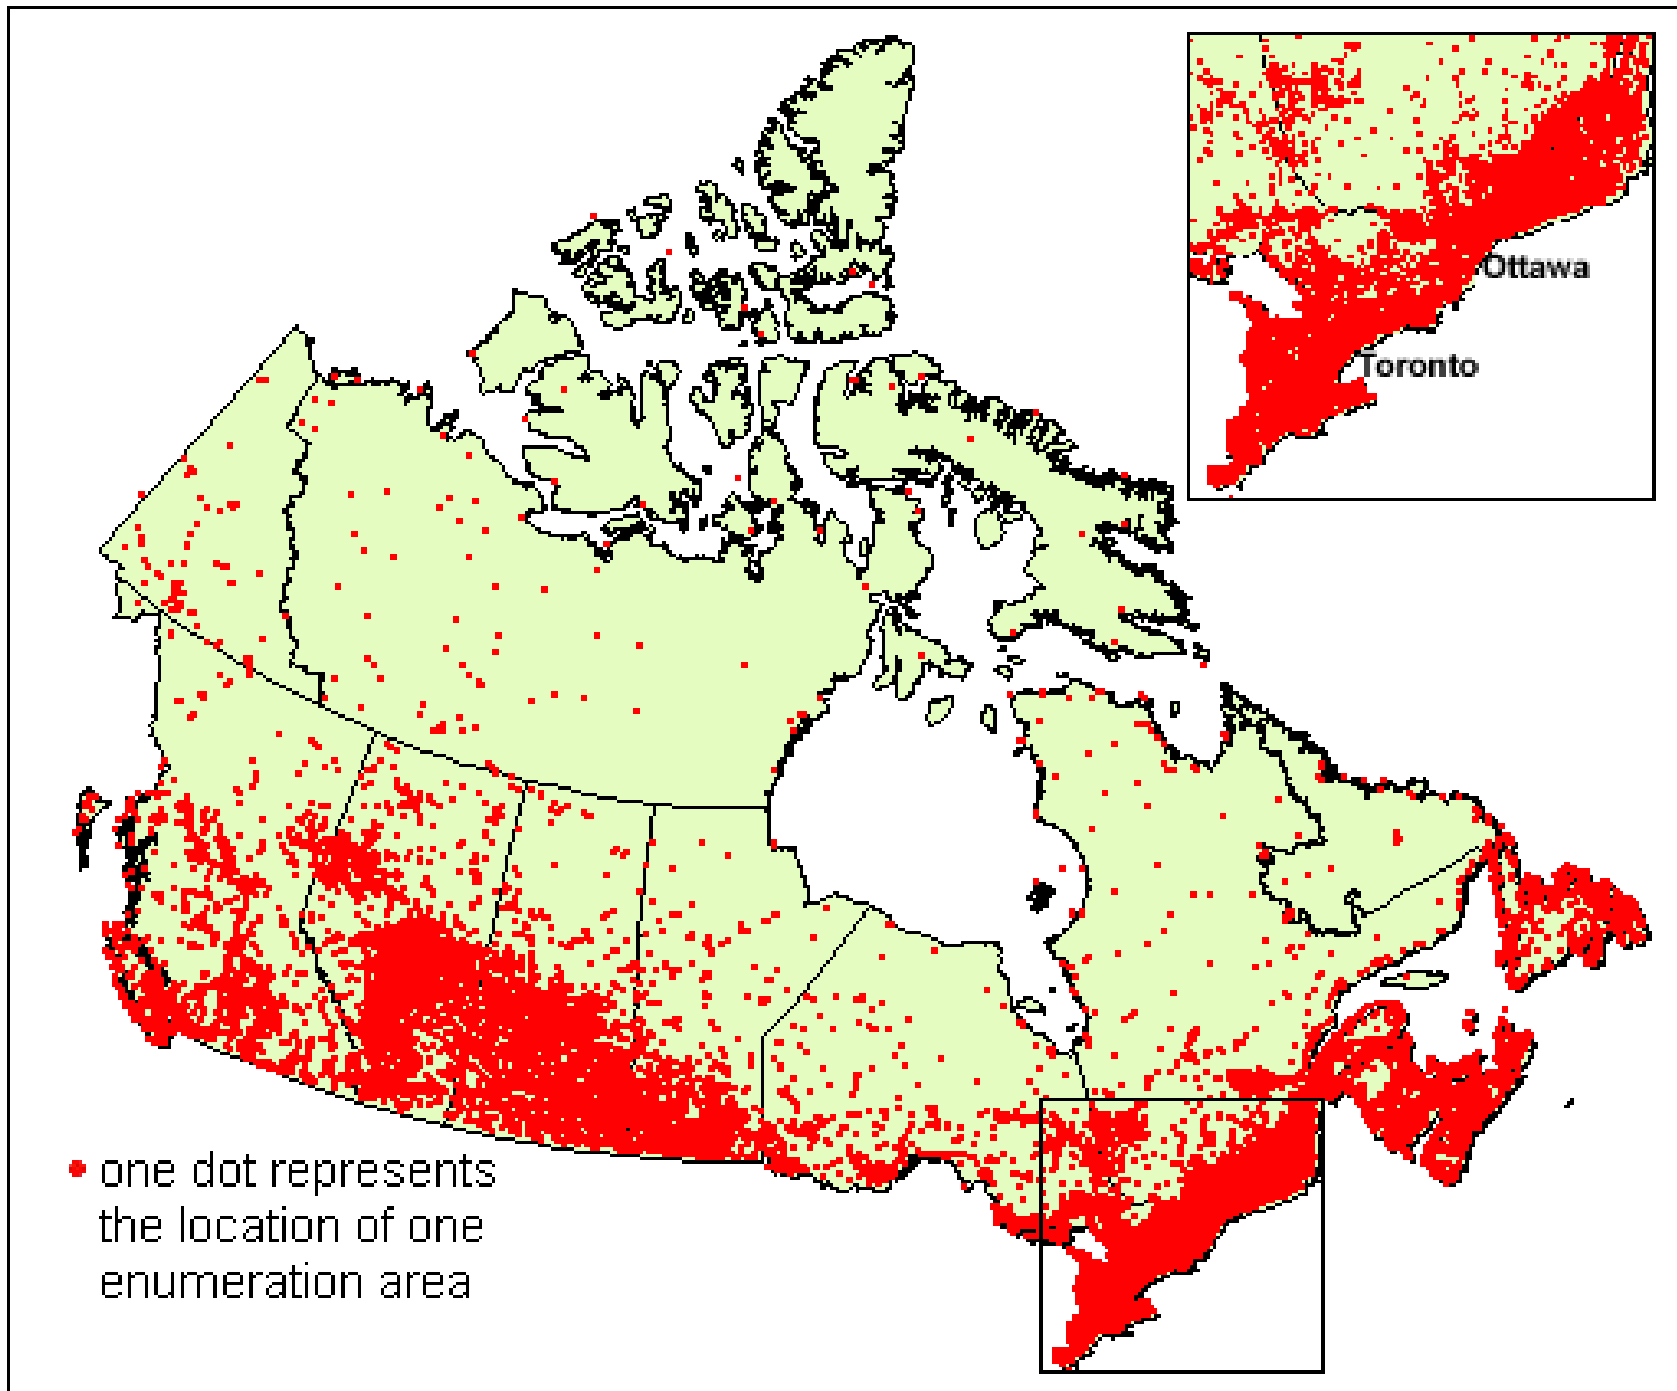 Ottawa
Toronto
one dot represents
the location of one
enumeration area